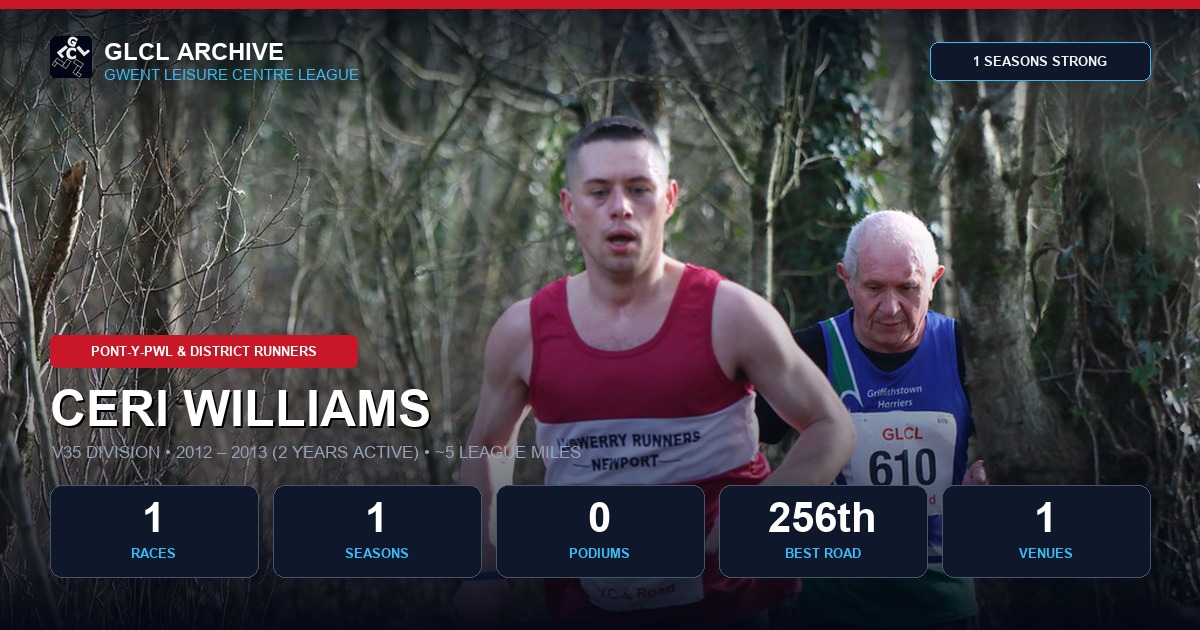 GLCL ARCHIVE
GWENT LEISURE CENTRE LEAGUE
1 SEASONS STRONG
PONT-Y-PWL & DISTRICT RUNNERS
CERI WILLIAMS
V35 DIVISION • 2012 – 2013 (2 YEARS ACTIVE) • ~5 LEAGUE MILES
RUNNERS
NEWPORT
Griffithstown
Harriers
GLCL
610
610
1
RACES
1
SEASONS
0
PODIUMS
256th
BEST ROAD
1
VENUES
XC & Road